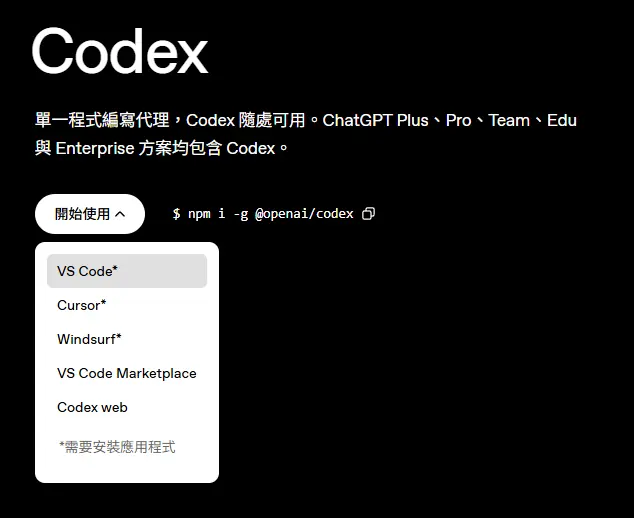 Codex
單一程式編寫代理，Codex 隨處可用。ChatGPT Plus、Pro、Team、Edu
與 Enterprise 方案均包含 Codex。
開始使用
$ npm i -g @openai/codex
VS Code*
Cursor*
Windsurf*
VS Code Marketplace
Codex web
*需要安裝應用程式